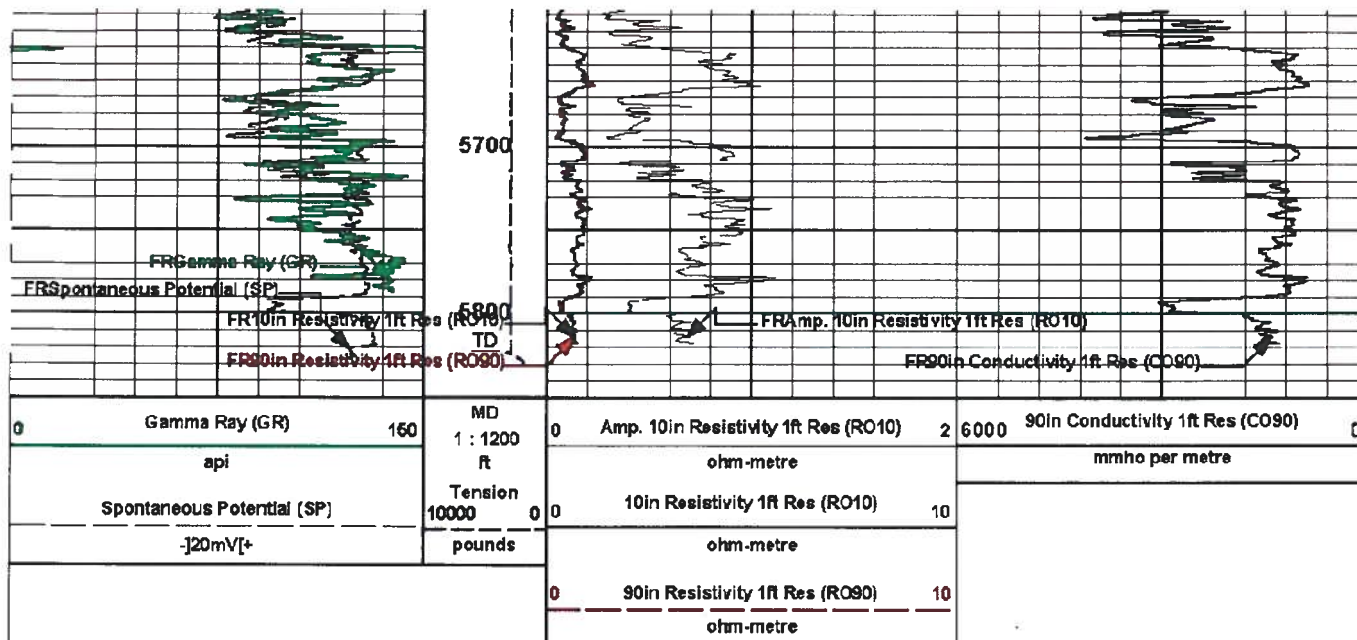 5700
FRGamma Ray (GR)
FRSpontaneous Potential (SP)
5800
FR10in Resistivity 1ft Res (RO10)
FRAmp. 10in Resistivity 1ft Res (RO10)
TD
FR90in Resistivity 1ft Res (RO90)
FR90in Conductivity 1ft Res (CO90)
0 Gamma Ray (GR) 150
api
Spontaneous Potential (SP)
-]20mV[+
MD
1 : 1200
ft
Tension
10000 0
pounds
0 Amp. 10in Resistivity 1ft Res (RO10) 2
ohm-metre
0 10in Resistivity 1ft Res (RO10) 10
ohm-metre
0 90in Resistivity 1ft Res (RO90) 10
ohm-metre
6000 90in Conductivity 1ft Res (CO90) 0
mmho per metre